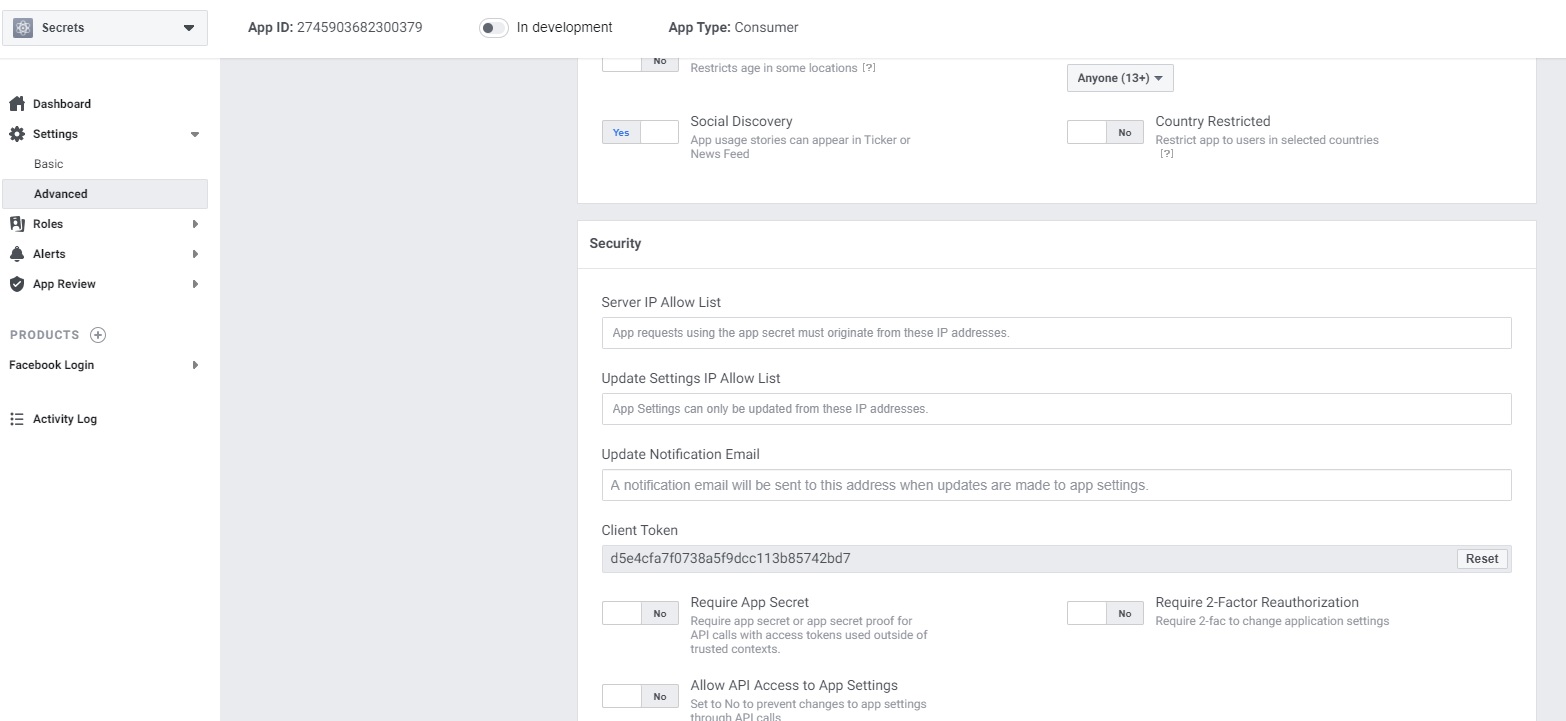 Secrets
App ID: 2745903682300379
In development
App Type: Consumer
Dashboard
Settings
Basic
Advanced
Roles
Alerts
App Review
PRODUCTS
Facebook Login
Activity Log
No
Restricts age in some locations [?]
Anyone (13+)
Yes
Social Discovery
App usage stories can appear in Ticker or
News Feed
No
Country Restricted
Restrict app to users in selected countries
[?]
Security
Server IP Allow List
App requests using the app secret must originate from these IP addresses.
Update Settings IP Allow List
App Settings can only be updated from these IP addresses.
Update Notification Email
A notification email will be sent to this address when updates are made to app settings.
Client Token
d5e4cfa7f0738a5f9dcc113b85742bd7
Reset
No
Require App Secret
Require app secret or app secret proof for
API calls with access tokens used outside of
trusted contexts.
No
Require 2-Factor Reauthorization
Require 2-fac to change application settings
No
Allow API Access to App Settings
Set to No to prevent changes to app settings
through API calls